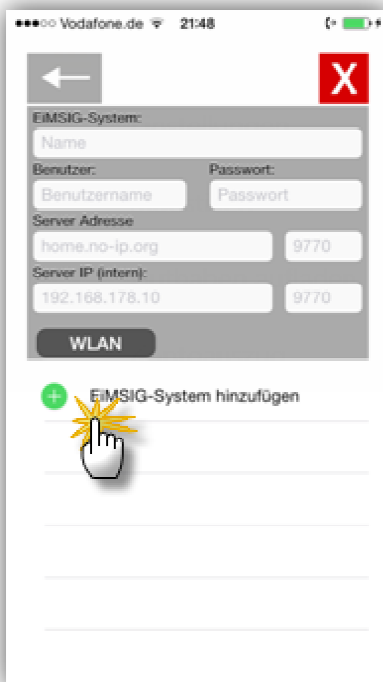 Vodafone.de 21:48
X
EiMSIG-System:
Name
Benutzer: Passwort:
Benutzername Passwort
Server Adresse
home.no-ip.org 9770
Server IP (intern):
192.168.178.10 9770
WLAN
EiMSIG-System hinzufügen